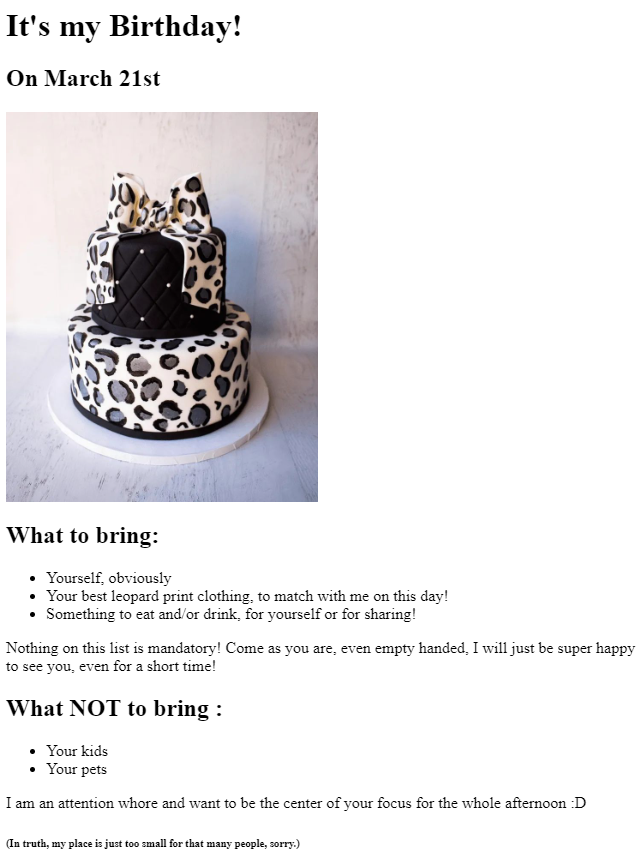 It's my Birthday!
On March 21st
What to bring:
Yourself, obviously
Your best leopard print clothing, to match with me on this day!
Something to eat and/or drink, for yourself or for sharing!
Nothing on this list is mandatory! Come as you are, even empty handed, I will just be super happy
to see you, even for a short time!
What NOT to bring :
Your kids
Your pets
I am an attention whore and want to be the center of your focus for the whole afternoon :D
(In truth, my place is just too small for that many people, sorry.)